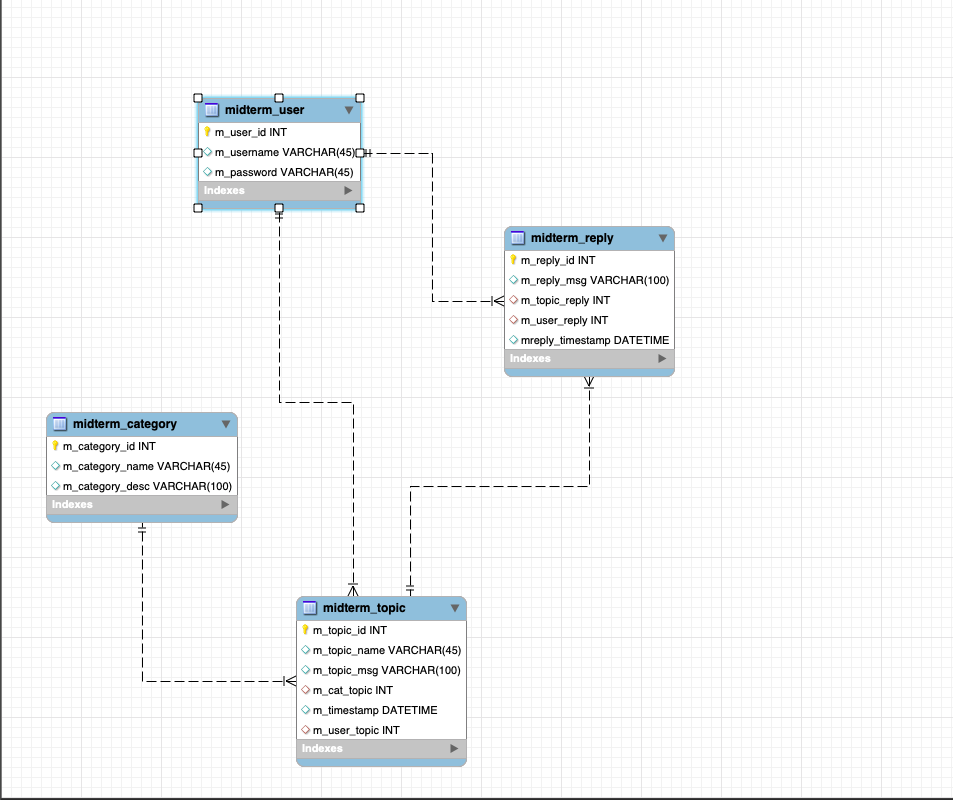 midterm_user
m_user_id INT
m_username VARCHAR(45)
m_password VARCHAR(45)
Indexes
midterm_reply
m_reply_id INT
m_reply_msg VARCHAR(100)
m_topic_reply INT
m_user_reply INT
mreply_timestamp DATETIME
Indexes
midterm_category
m_category_id INT
m_category_name VARCHAR(45)
m_category_desc VARCHAR(100)
Indexes
midterm_topic
m_topic_id INT
m_topic_name VARCHAR(45)
m_topic_msg VARCHAR(100)
m_cat_topic INT
m_timestamp DATETIME
m_user_topic INT
Indexes